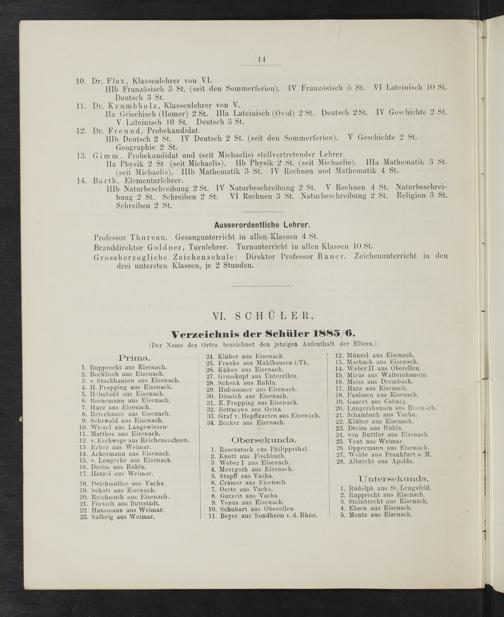 14
10. Dr. Flex, Klassenlehrer von VI.
IIIb Französisch 3 St. (seit den Sommerferien). IV Französisch 5 St. VI Lateinisch 10 St.
Deutsch 3 St.
11. Dr. Krumbholz, Klassenlehrer von V.
IIa Griechisch (Homer) 2 St. IIIa Lateinisch (Ovid) 2 St. Deutsch 2 St. IV Geschichte 2 St.
V Lateinisch 10 St. Deutsch 3 St.
12. Dr. Freund, Probekandidat.
IIIb Deutsch 2 St. IV Deutsch 2 St. (seit den Sommerferien). V Geschichte 2 St.
Geographie 2 St.
13. Gimm, Probekandidat und (seit Michaelis) stellvertretender Lehrer.
IIa Physik 2 St (seit Michaelis). IIb Physik 2 St. (seit Michaelis). IIIa Mathematik 3 St.
(seit Michaelis). IIIb Mathematik 3 St. IV Rechnen und Mathematik 4 St.
14. Barth, Elementarlehrer.
IIIb Naturbeschreibung 2 St. IV Naturbeschreibung 2 St. V Rechnen 4 St. Naturbeschrei-
bung 2 St. Schreiben 2 St. VI Rechnen 3 St. Naturbeschreibung 2 St. Religion 3 St.
Schreiben 2 St.
Ausserordentliche Lehrer.
Professor Thureau, Gesangunterricht in allen Klassen 4 St.
Branddirektor Goldner, Turnlehrer. Turnunterricht in allen Klassen 10 St.
Grossherzogliche Zeichenschule: Direktor Professor Bauer. Zeichenunterricht in den
drei untersten Klassen, je 2 Stunden.
VI. SCHÜLER.
Verzeichnis der Schüler 1885/6.
(Der Name des Ortes bezeichnet den jetzigen Aufenthalt der Eltern.)
Prima.
1. Rupprecht aus Eisenach.
2. Bocklisch aus Eisenach.
3. v. Stockhausen aus Eisenach.
4. H. Propping aus Eisenach.
5. Helmbold aus Eisenach.
6. Bornemann aus Eisenach.
7. Harz aus Eisenach.
8. Reischauer aus Eisenach.
9. Schrwald aus Eisenach.
10. Wiesel aus Langewiesen
11. Matthes aus Eisenach.
12. v. Eschwege aus Reichensachsen.
13. Erber aus Weimar.
14. Ackermann aus Eisenach.
15. v. Longerke aus Eisenach.
16. Dreiss aus Ruhla.
17. Hotzel aus Weimar.
18. Deichmüller aus Vacha.
19. Schott aus Eisenach.
20. Reichmuth aus Eisenach.
21. Förtsch aus Buttstädt.
22. Hansmann aus Weimar.
23. Solbrig aus Weimar.
24. Klüber aus Eisenach.
25. Franke aus Mühlhausen i/Th.
26. Kühne aus Eisenach.
27. Grosskopf aus Unterellen.
28. Schenk aus Ruhla.
29. Hofsommer aus Eisenach.
30. Dömich aus Eisenach.
31. E. Propping aus Eisenach.
32. Bettmann aus Geisa.
33. Graf v. Hopffgarten aus Eisenach.
34. Becker aus Eisenach.
Obersekunda.
1. Rosenstock aus Philippsthal.
2. Knott aus Fischbach.
3. Weber I aus Eisenach.
4. Meerguth aus Eisenach.
5. Stapff aus Vacha.
6. Crämer aus Eisenach.
7. Oeste aus Vacha.
8. Gutzeit aus Vacha
9. Venus aus Eisenach.
10. Schubart aus Oberellen.
11. Beyer aus Sondheim v. d. Rhön.
12. Münzel aus Eisenach.
13. Marbach aus Eisenach.
14. Weber II aus Oberellen.
15. Mirus aus Waltershausen.
16. Meiss aus Dermbach.
17. Harz aus Eisenach.
18. Paulssen aus Eisenach.
19. Gazert aus Coburg.
20. Lungershausen aus Eisenach.
21. Schambach aus Vacha.
22. Klüber aus Eisenach.
23. Dreiss aus Ruhla.
24. von Buttlar aus Eisenach
25. Vent aus Weimar.
26. Oppermann aus Eisenach.
27. Wolde aus Frankfurt a M.
28. Albrecht aus Apolda.
Untersekunda.
1. Rudolph aus St. Lengsfeld.
2. Rupprecht aus Eisenach.
3. Steinbrecht aus Eisenach.
4. Ebsen aus Eisenach.
5. Mentz aus Eisenach.